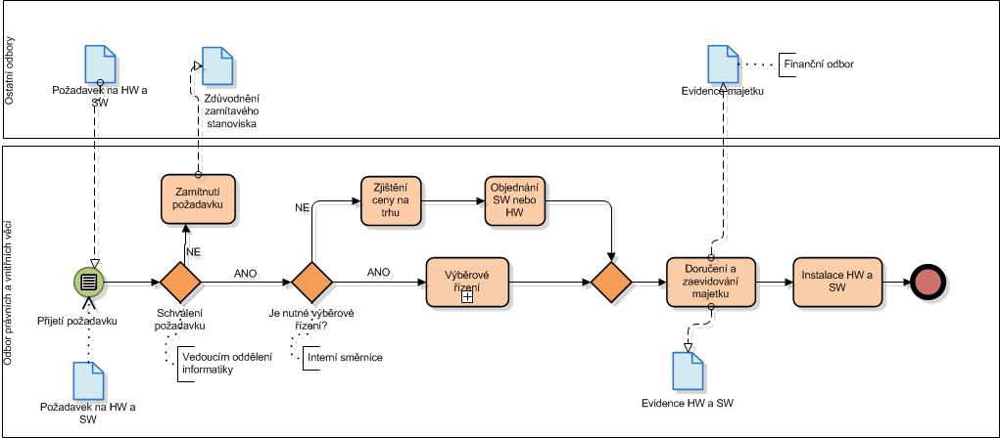 Ostatní odbory
Požadavek na HW a
SW
Zdůvodnění
zamítavého
stanoviska
Evidence majetku
Finanční odbor
Odbor právních a vnitřních věcí
Zamítnutí
požadavku
Zjištění
ceny na
trhu
Objednání
SW nebo
HW
NE
NE
ANO
ANO
Výběrové
řízení
Doručení a
zaevidování
majetku
Instalace HW a
SW
Přijetí požadavku
Schválení
požadavku
Je nutné výběrové
řízení?
Vedoucím oddělení
informatiky
Interní směrnice
Požadavek na HW a
SW
Evidence HW a SW